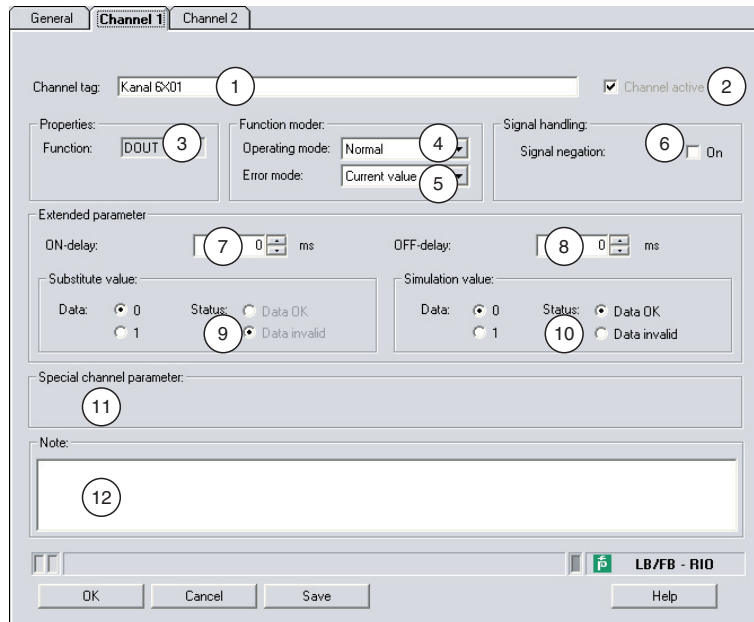 General Channel 1 Channel 2
Channel tag: Kanal 6X01 1 Channel active 2
Properties: Function moder: Signal handling:
Function: DOUT 3 Operating mode: Normal 4 Signal negation: 6 On
Error mode: Current value 5
Extended parameter
ON-delay: 7 0 ms OFF-delay: 8 0 ms
Substitute value: Simulation value:
Data: 0 Status: Data OK Data: 0 Status: Data OK
1 9 Data invalid 1 10 Data invalid
Special channel parameter:
11
Note:
12
LB/FB - RIO
OK Cancel Save Help